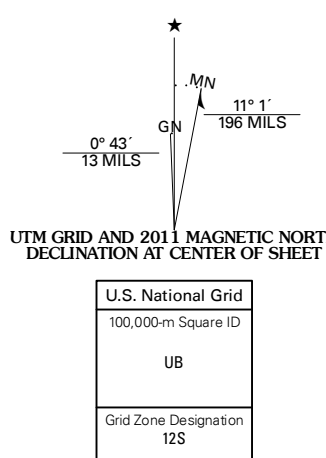 ★
MN
GN
11° 1´
196 MILS
0° 43´
13 MILS
UTM GRID AND 2011 MAGNETIC NORT
DECLINATION AT CENTER OF SHEET
U.S. National Grid
100,000-m Square ID
UB
Grid Zone Designation
12S